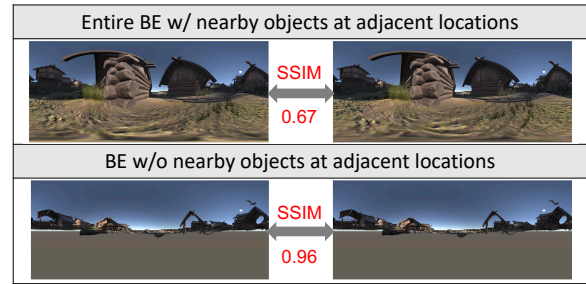 Entire BE w/ nearby objects at adjacent locations
SSIM
0.67
BE w/o nearby objects at adjacent locations
SSIM
0.96